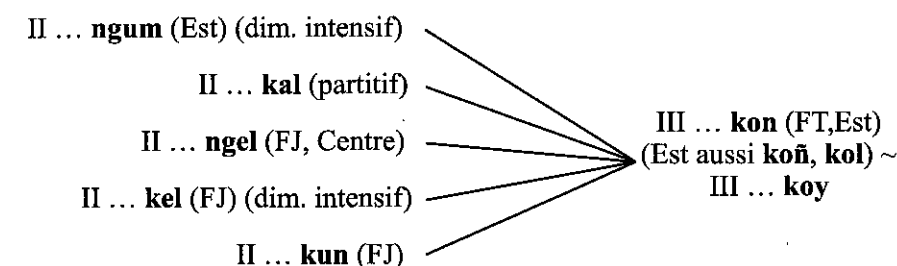 II … ngum (Est) (dim. intensif)
II … kal (partitif)
II … ngel (FJ, Centre)
II … kel (FJ) (dim. intensif)
II … kun (FJ)
III … kon (FT,Est)
(Est aussi koñ, kol) ~
III … koy